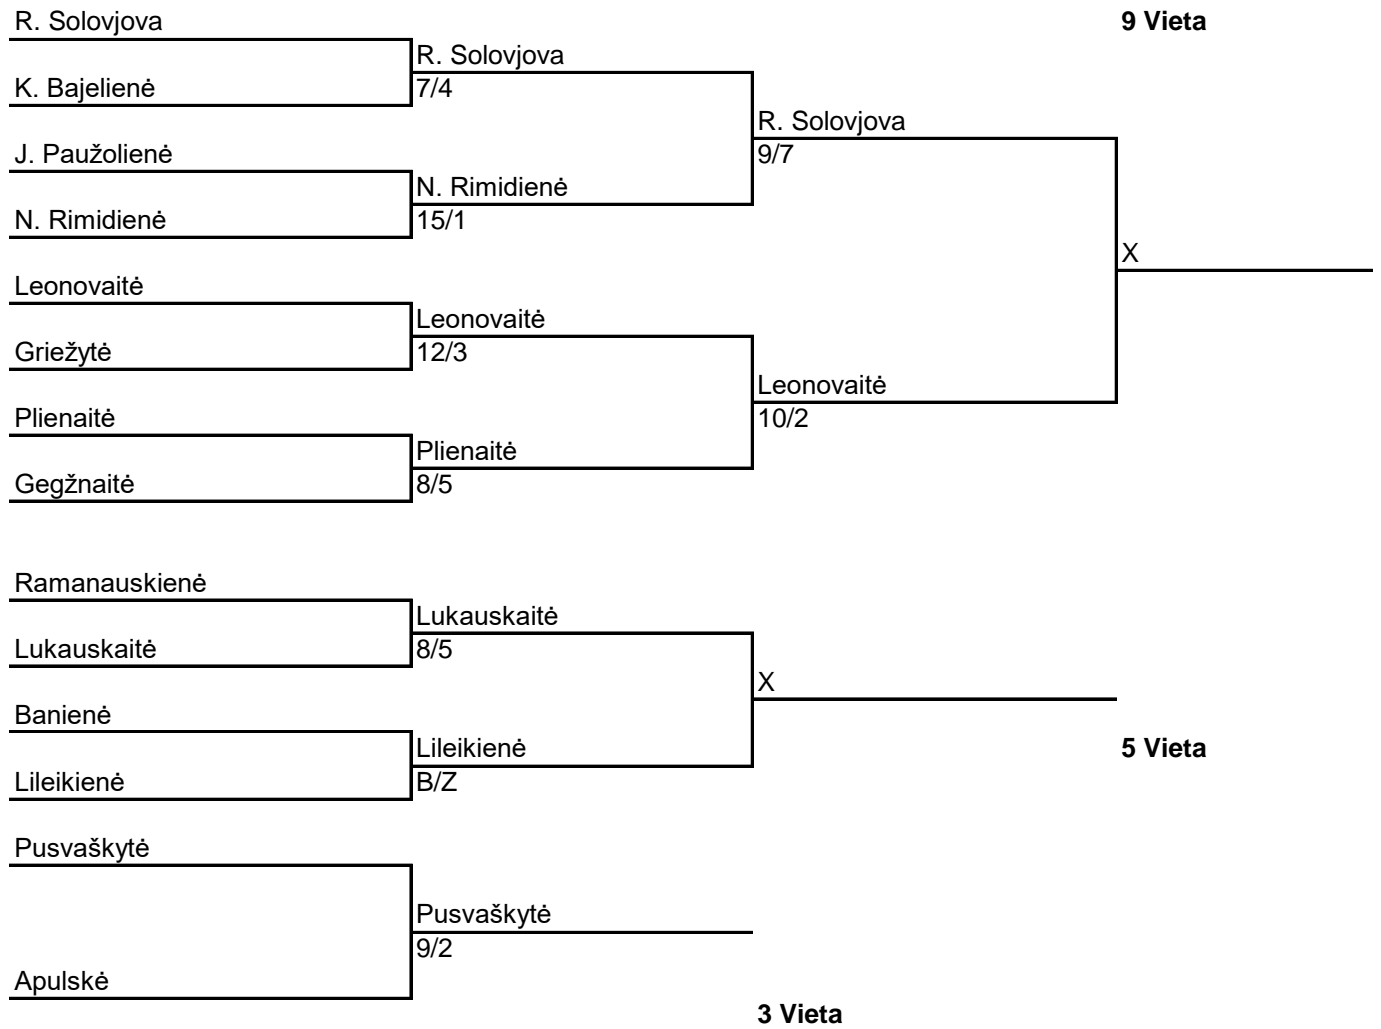 R. Solovjova
9 Vieta
R. Solovjova
K. Bajelienė
7/4
R. Solovjova
J. Paužolienė
9/7
N. Rimidienė
N. Rimidienė
15/1
X
Leonovaitė
Leonovaitė
Griežytė
12/3
Leonovaitė
Plienaitė
10/2
Plienaitė
Gegžnaitė
8/5
Ramanauskienė
Lukauskaitė
Lukauskaitė
8/5
X
Banienė
Lileikienė
5 Vieta
Lileikienė
B/Z
Pusvaškytė
Pusvaškytė
9/2
Apulskė
3 Vieta